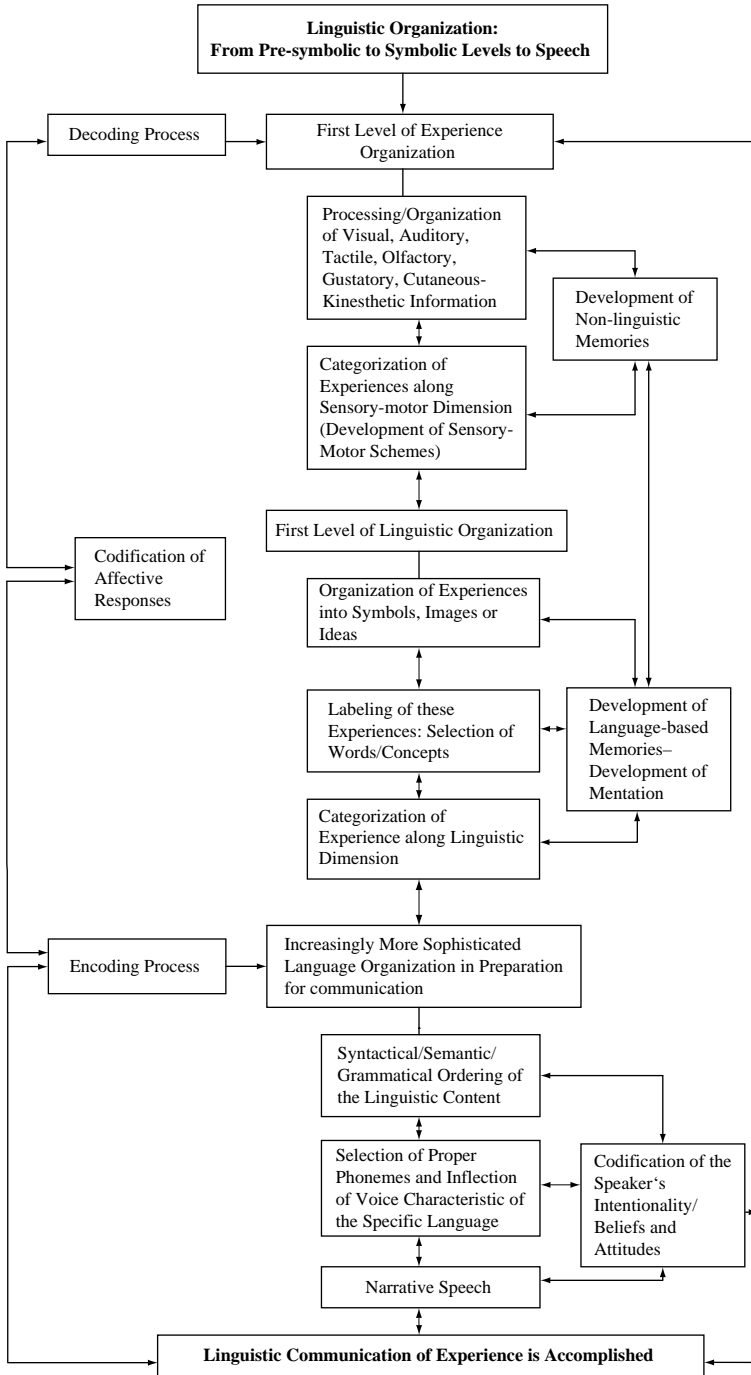 Linguistic Organization:
From Pre-symbolic to Symbolic Levels to Speech
Decoding Process
First Level of Experience
Organization
Processing/Organization
of Visual, Auditory,
Tactile, Olfactory,
Gustatory, Cutaneous-
Kinesthetic Information
Development of
Non-linguistic
Memories
Categorization of
Experiences along
Sensory-motor Dimension
(Development of Sensory-
Motor Schemes)
First Level of Linguistic Organization
Codification of
Affective
Responses
Organization of Experiences
into Symbols, Images or
Ideas
Labeling of these
Experiences: Selection of
Words/Concepts
Development of
Language-based
Memories–
Development of
Mentation
Categorization of
Experience along Linguistic
Dimension
Encoding Process
Increasingly More Sophisticated
Language Organization in Preparation
for communication
Syntactical/Semantic/
Grammatical Ordering of
the Linguistic Content
Selection of Proper
Phonemes and Inflection
of Voice Characteristic of
the Specific Language
Codification of the
Speaker‘s
Intentionality/
Beliefs and
Attitudes
Narrative Speech
Linguistic Communication of Experience is Accomplished